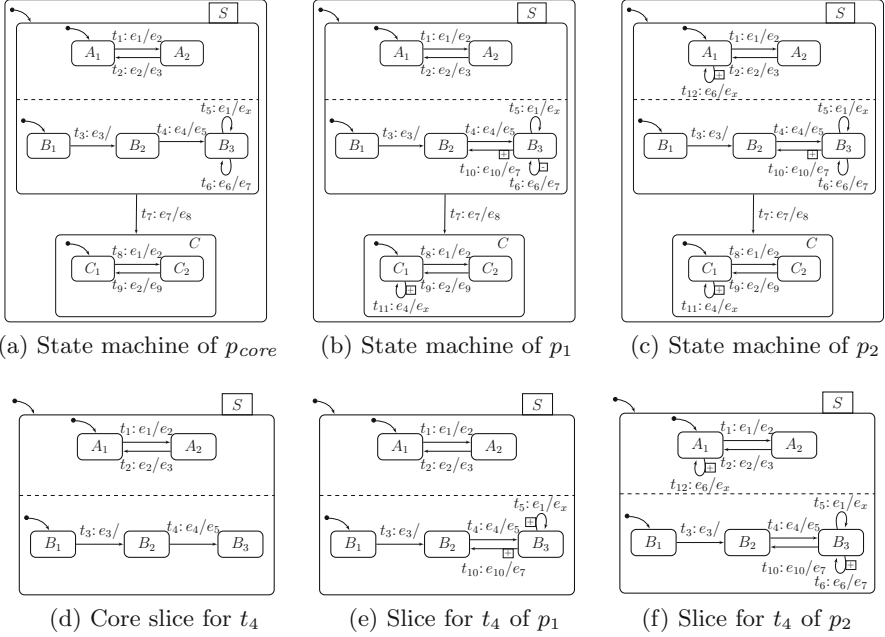 S
t1: e1/e2
A1
A2
t2: e2/e3
t5: e1/ex
t3: e3/
t4: e4/e5
B1
B2
B3
t6: e6/e7
t7: e7/e8
C
t8: e1/e2
C1
C2
t9: e2/e9
(a) State machine of pcore
S
t1: e1/e2
A1
A2
t2: e2/e3
t5: e1/ex
t3: e3/
t4: e4/e5
B1
B2
B3
+
-
t10: e10/e7
t6: e6/e7
t7: e7/e8
C
t8: e1/e2
C1
C2
+
t9: e2/e9
t11: e4/ex
(b) State machine of p1
S
t1: e1/e2
A1
A2
+
t2: e2/e3
t12: e6/ex
t5: e1/ex
t3: e3/
t4: e4/e5
B1
B2
B3
+
t10: e10/e7
t6: e6/e7
t7: e7/e8
C
t8: e1/e2
C1
C2
+
t9: e2/e9
t11: e4/ex
(c) State machine of p2
S
t1: e1/e2
A1
A2
t2: e2/e3
t3: e3/
t4: e4/e5
B1
B2
B3
(d) Core slice for t4
S
t1: e1/e2
A1
A2
t2: e2/e3
t5: e1/ex
+
t3: e3/
t4: e4/e5
B1
B2
B3
+
t10: e10/e7
(e) Slice for t4 of p1
S
t1: e1/e2
A1
A2
+
t2: e2/e3
t12: e6/ex
t5: e1/ex
t3: e3/
t4: e4/e5
B1
B2
B3
+
t10: e10/e7
t6: e6/e7
(f) Slice for t4 of p2